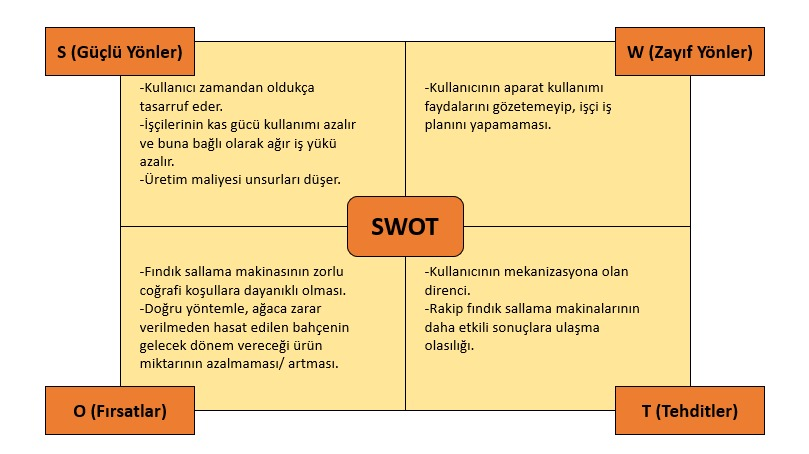 S (Güçlü Yönler)
W (Zayıf Yönler)
-Kullanıcı zamandan oldukça
tasarruf eder.
-İşçilerinin kas gücü kullanımı azalır
ve buna bağlı olarak ağır iş yükü
azalır.
-Üretim maliyesi unsurları düşer.
-Kullanıcının aparat kullanımı
faydalarını gözetemeyip, işçi iş
planını yapamaması.
SWOT
-Fındık sallama makinasının zorlu
coğrafi koşullara dayanıklı olması.
-Doğru yöntemle, ağaca zarar
verilmeden hasat edilen bahçenin
gelecek dönem vereceği ürün
miktarının azalmaması/ artması.
-Kullanıcının mekanizasyona olan
direnci.
-Rakip fındık sallama makinalarının
daha etkili sonuçlara ulaşma
olasılığı.
O (Fırsatlar)
T (Tehditler)